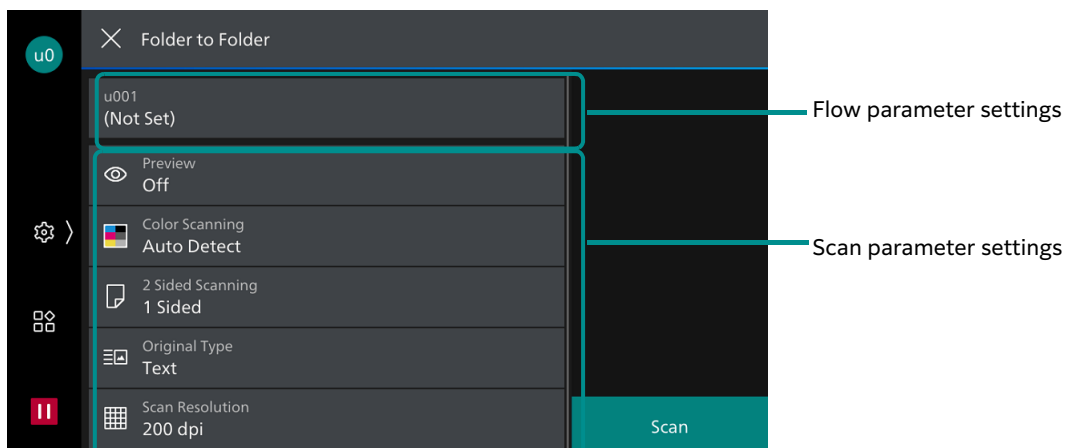 u0
Folder to Folder
u001
(Not Set)
Flow parameter settings
Preview
Off
Color Scanning
Auto Detect
Scan parameter settings
2 Sided Scanning
1 Sided
Original Type
Text
Scan Resolution
200 dpi
Scan